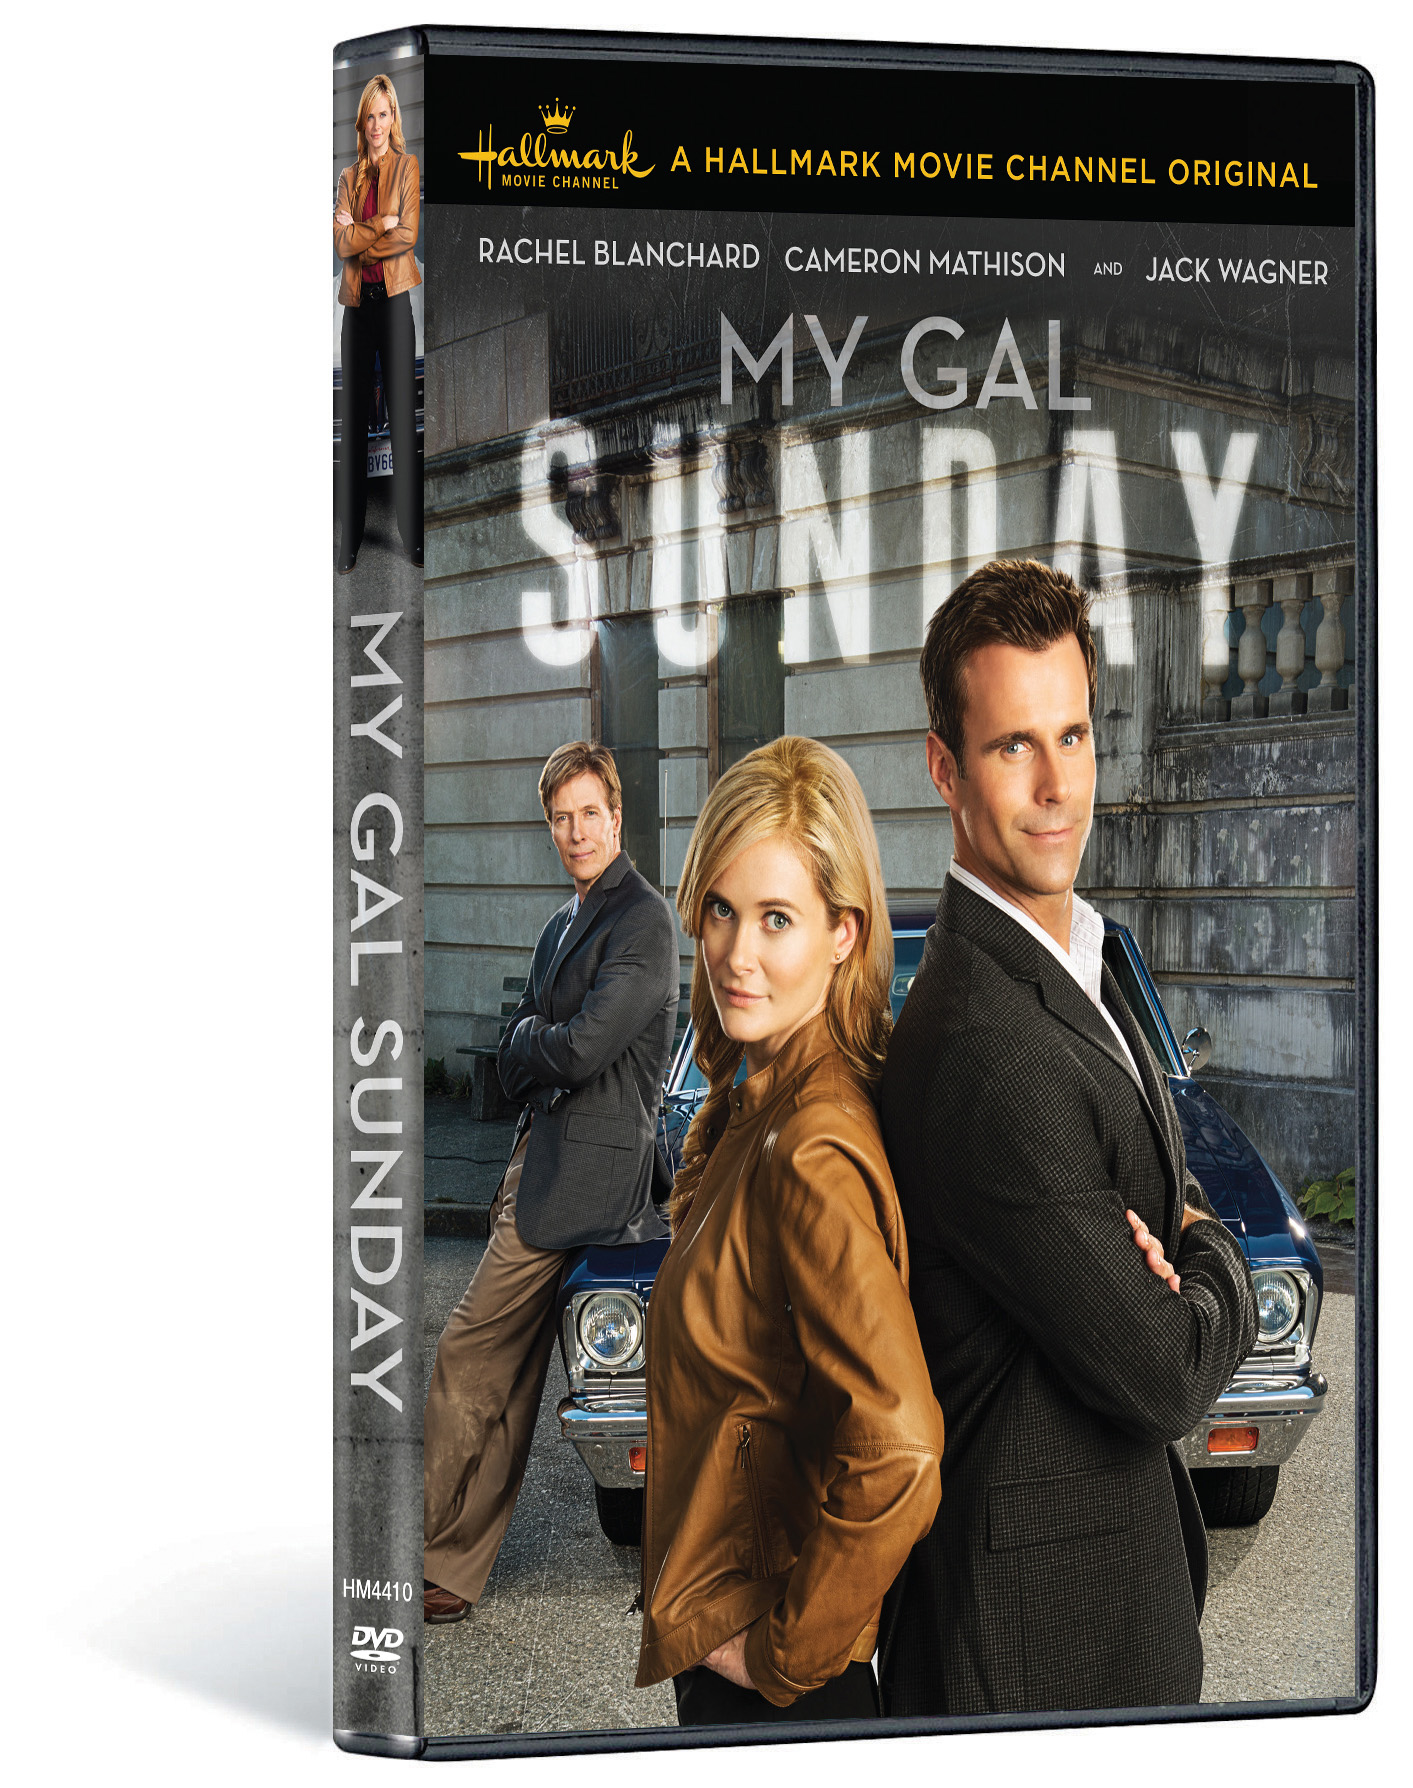 Hallmark
MOVIE CHANNEL
A HALLMARK MOVIE CHANNEL ORIGINAL
RACHEL BLANCHARD CAMERON MATHISON AND JACK WAGNER
MY GAL
SUNDAY
BV66
MY GAL SUNDAY
HM4410
DVD
VIDEO